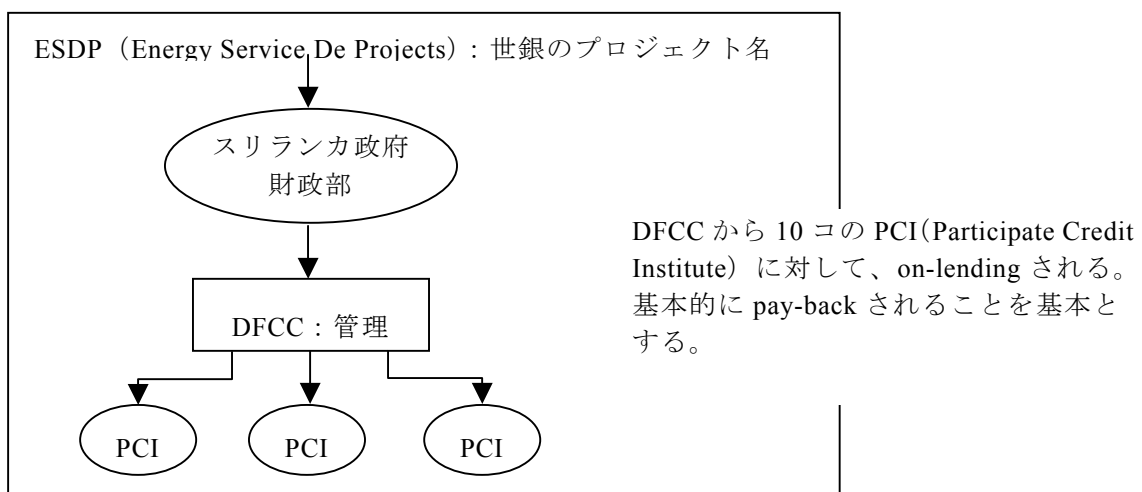 ESDP（Energy Service De Projects）: 世銀のプロジェクト名
スリランカ政府
財政部
DFCC：管理
PCI
PCI
PCI
DFCC から 10 コの PCI（Participate Credit
Institute）に対して、on-lending される。
基本的に pay-back されることを基本と
する。